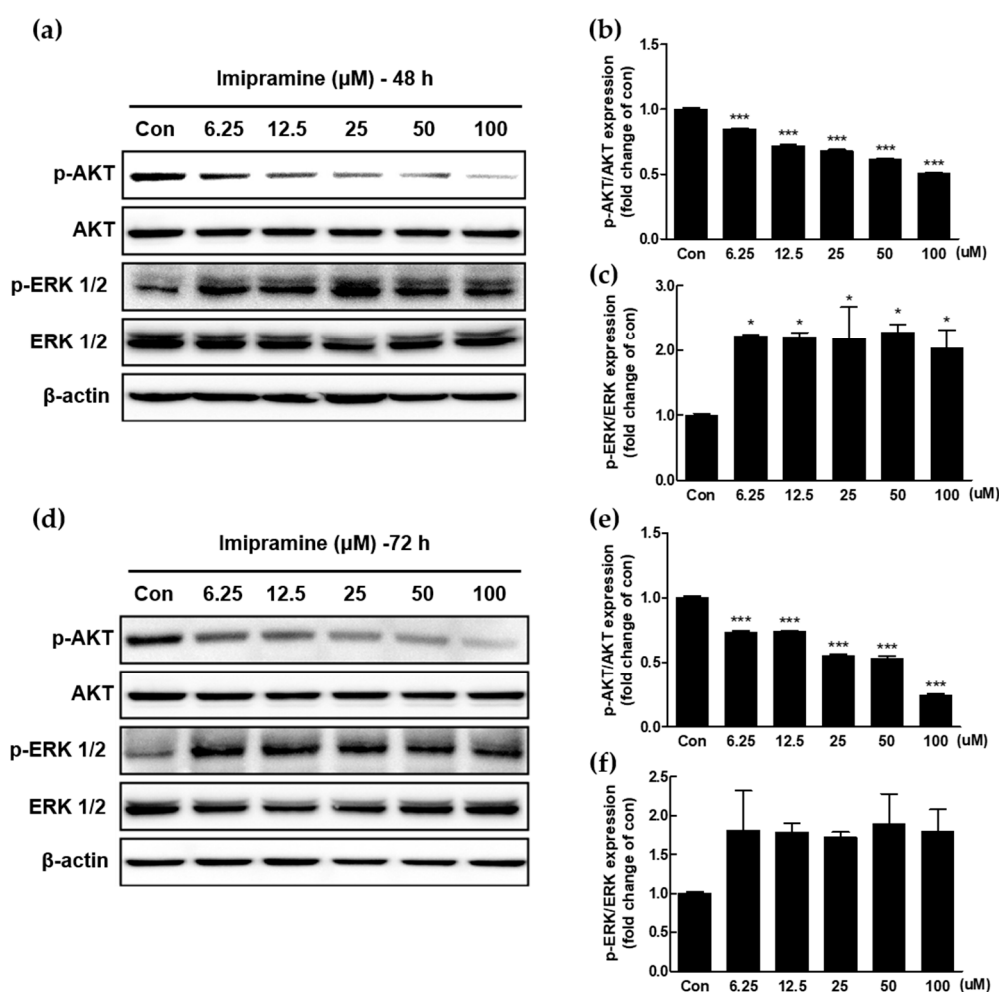 (a)
Imipramine (µM) - 48 h
Con 6.25 12.5 25 50 100
p-AKT
AKT
p-ERK 1/2
ERK 1/2
β-actin
(b)
p-AKT/AKT expression
(fold change of con)
1.5
1.0
0.5
0.0
*** *** *** *** ***
Con 6.25 12.5 25 50 100 (uM)
(c)
p-ERK/ERK expression
(fold change of con)
3.0
2.0
1.0
0.0
* * * * *
Con 6.25 12.5 25 50 100 (uM)
(d)
Imipramine (µM) -72 h
Con 6.25 12.5 25 50 100
p-AKT
AKT
p-ERK 1/2
ERK 1/2
β-actin
(e)
p-AKT/AKT expression
(fold change of con)
1.5
1.0
0.5
0.0
*** *** *** *** ***
Con 6.25 12.5 25 50 100 (uM)
(f)
p-ERK/ERK expression
(fold change of con)
2.5
2.0
1.5
1.0
0.5
0.0
Con 6.25 12.5 25 50 100 (uM)